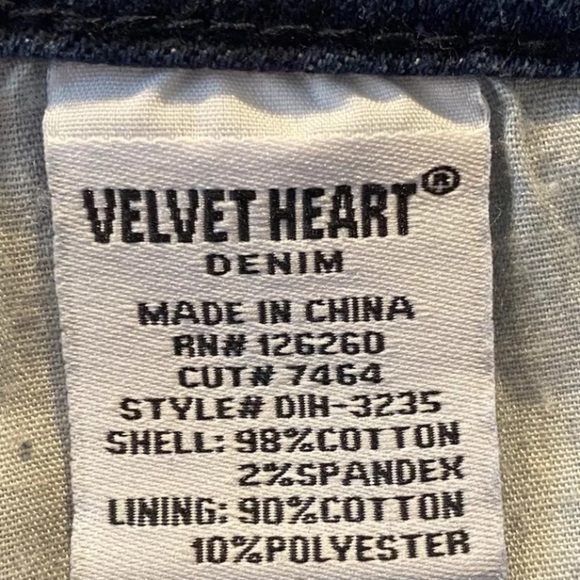 VELVET HEART®
DENIM
MADE IN CHINA
RN# 126260
CUT# 7464
STYLE# DIH-3235
SHELL: 98%COTTON
2%SPANDEX
LINING: 90%COTTON
10%POLYESTER